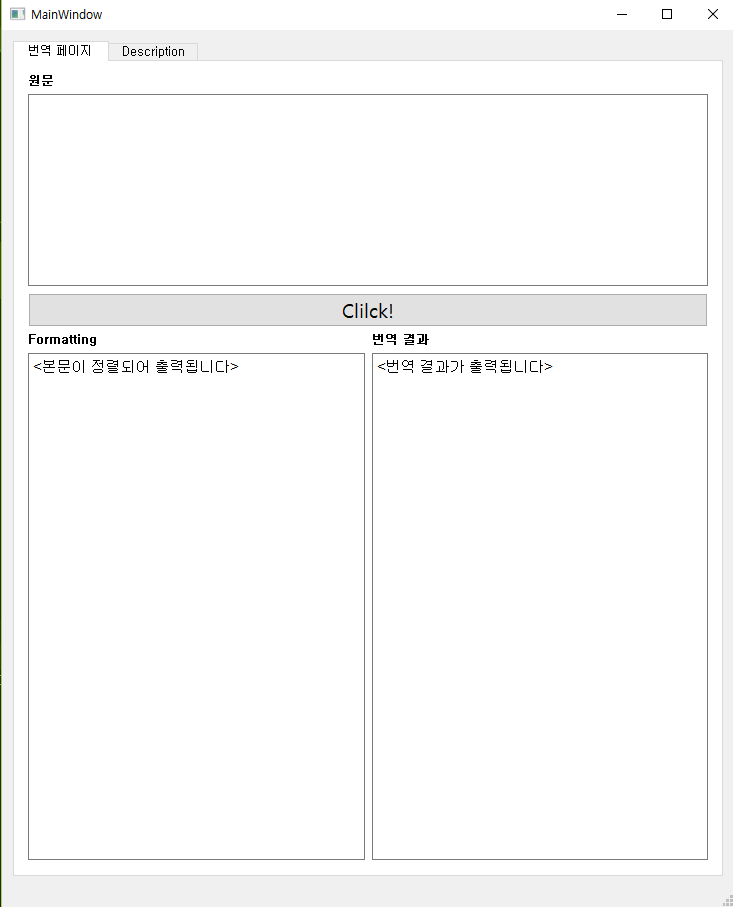 MainWindow
번역 페이지
Description
원문
Clilck!
Formatting
번역 결과
<본문이 정렬되어 출력됩니다>
<번역 결과가 출력됩니다>